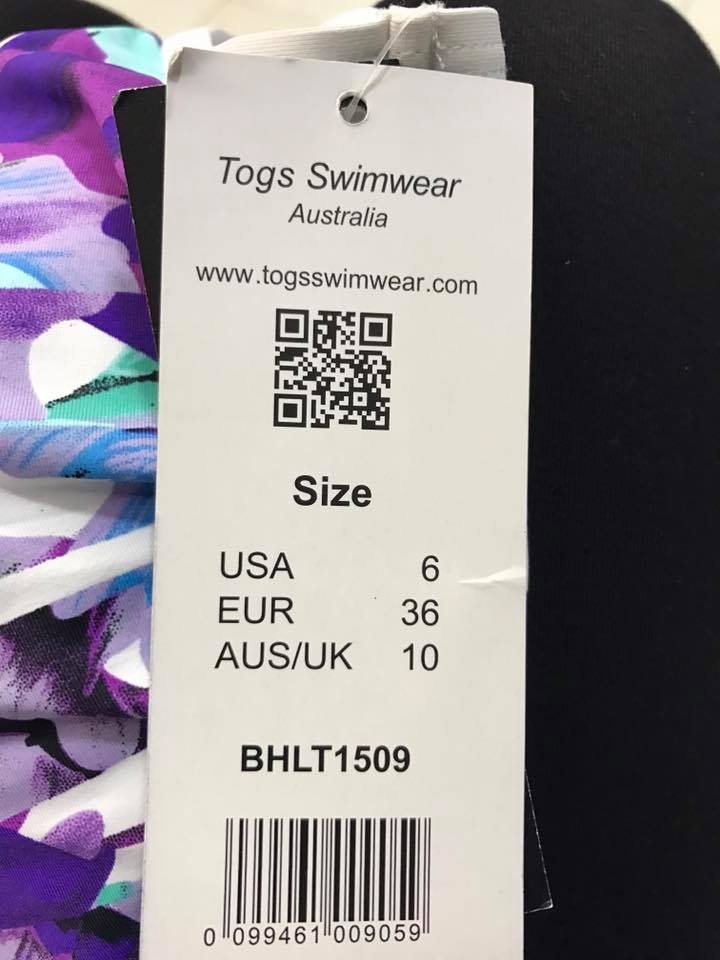 Togs Swimwear
Australia
www.togsswimwear.com
Size
USA 6
EUR 36
AUS/UK 10
BHLT1509
0 099461 009059